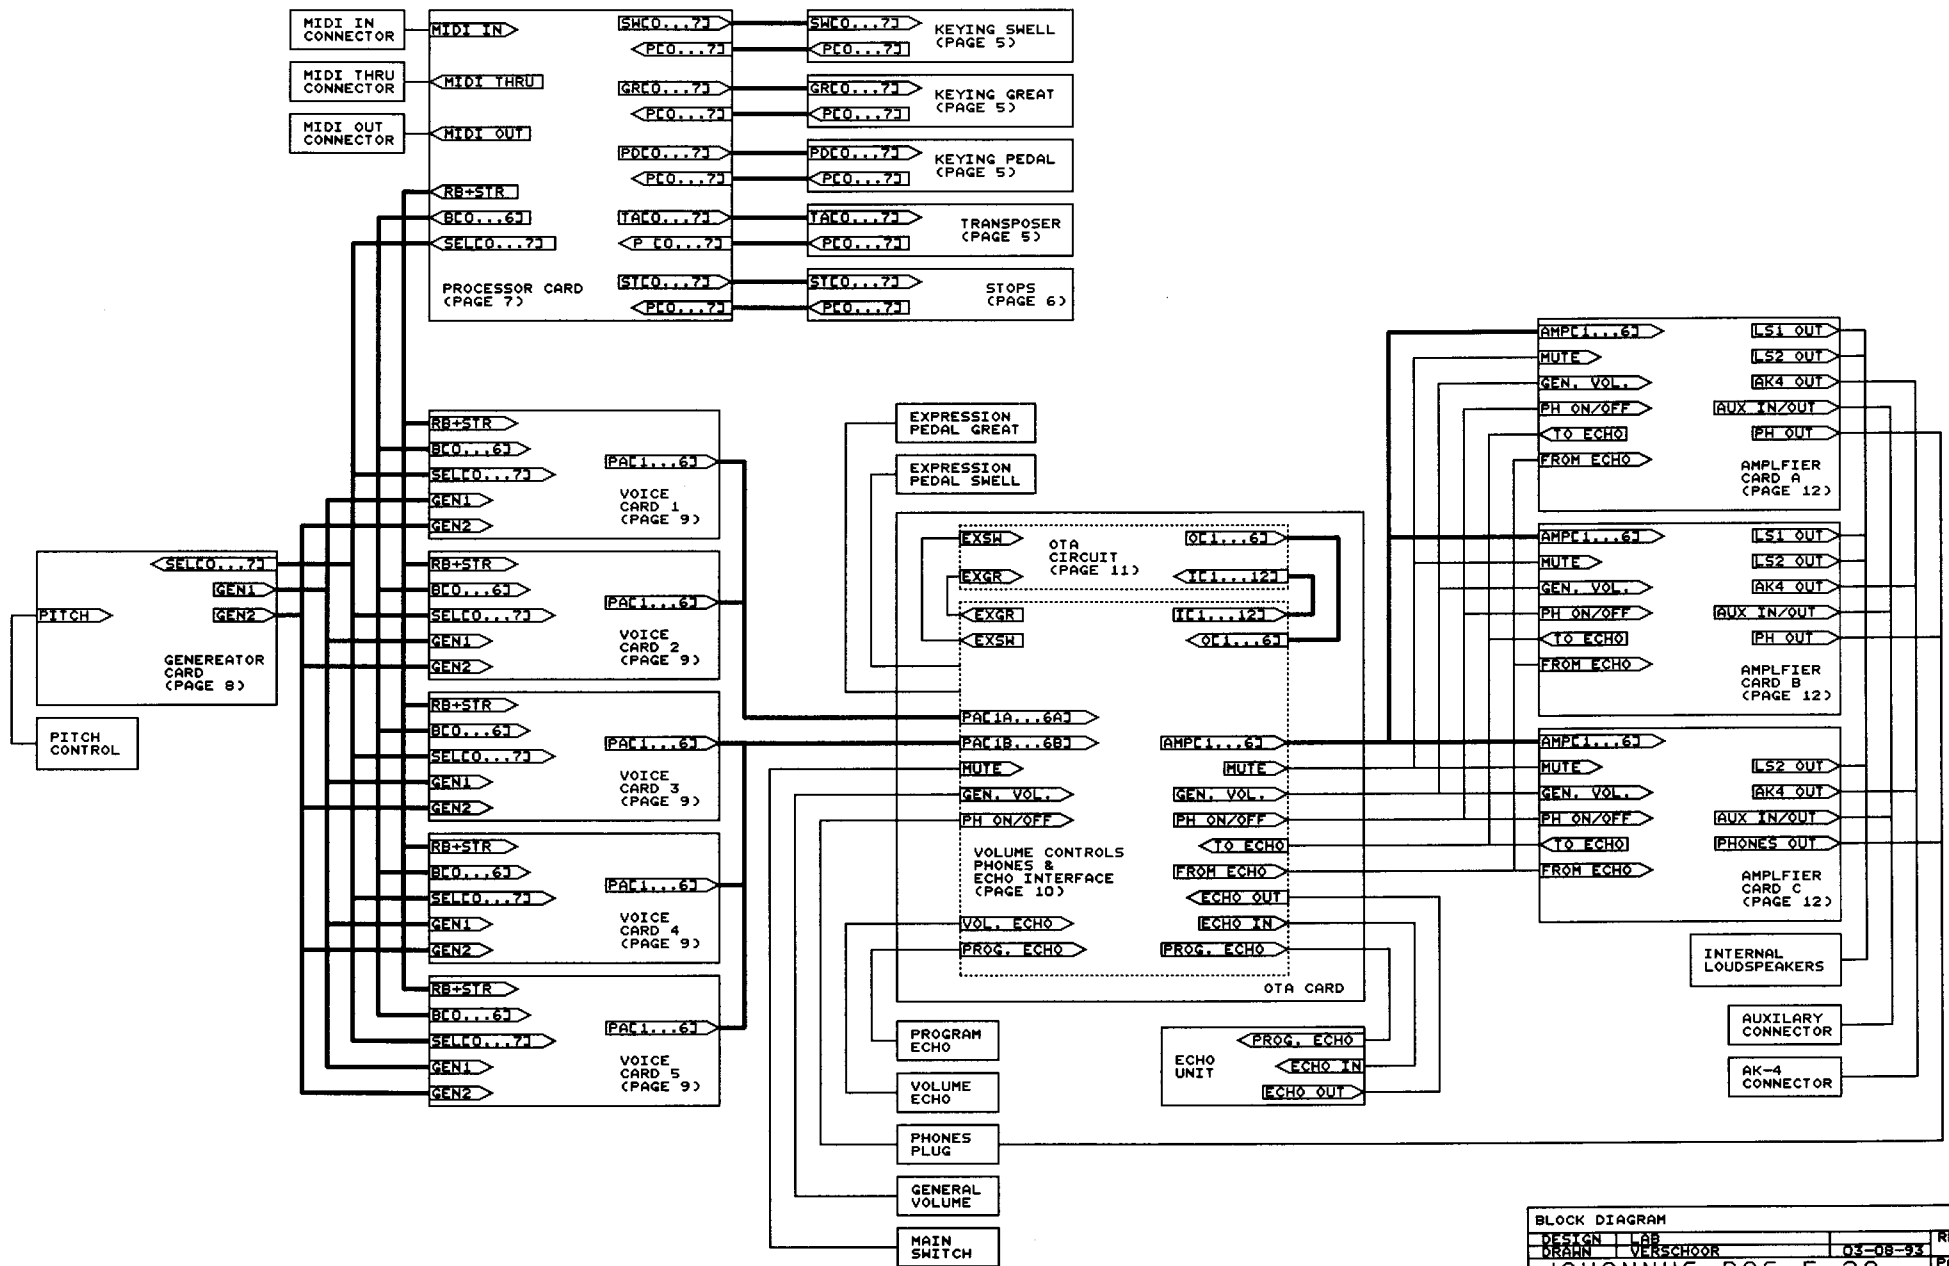 MIDI IN
CONNECTOR
MIDI THRU
CONNECTOR
MIDI OUT
CONNECTOR
MIDI IN
MIDI THRU
MIDI OUT
RB+STR
B[0...6]
SEL[0...7]
PROCESSOR CARD
(PAGE 7)
SW[0...7]
P[0...7]
GR[0...7]
P[0...7]
PD[0...7]
P[0...7]
TA[0...7]
P [0...7]
ST[0...7]
P[0...7]
SW[0...7]
P[0...7]
KEYING SWELL
(PAGE 5)
GR[0...7]
P[0...7]
KEYING GREAT
(PAGE 5)
PD[0...7]
P[0...7]
KEYING PEDAL
(PAGE 5)
TA[0...7]
P[0...7]
TRANSPOSER
(PAGE 5)
ST[0...7]
P[0...7]
STOPS
(PAGE 6)
SEL[0...7]
GEN1
GEN2
PITCH
GENEREATOR
CARD
(PAGE 8)
PITCH
CONTROL
RB+STR
B[0...6]
SEL[0...7]
GEN1
GEN2
PA[1...6]
VOICE
CARD 1
(PAGE 9)
RB+STR
B[0...6]
SEL[0...7]
GEN1
GEN2
PA[1...6]
VOICE
CARD 2
(PAGE 9)
RB+STR
B[0...6]
SEL[0...7]
GEN1
GEN2
PA[1...6]
VOICE
CARD 3
(PAGE 9)
RB+STR
B[0...6]
SEL[0...7]
GEN1
GEN2
PA[1...6]
VOICE
CARD 4
(PAGE 9)
RB+STR
B[0...6]
SEL[0...7]
GEN1
GEN2
PA[1...6]
VOICE
CARD 5
(PAGE 9)
EXPRESSION
PEDAL GREAT
EXPRESSION
PEDAL SWELL
EXSW
EXGR
OTA
CIRCUIT
(PAGE 11)
O[1...6]
I[1...12]
EXGR
EXSW
I[1...12]
O[1...6]
PA[1A...6A]
PA[1B...6B]
MUTE
GEN. VOL.
PH ON/OFF
VOLUME CONTROLS
PHONES &
ECHO INTERFACE
(PAGE 10)
VOL. ECHO
PROG. ECHO
AMP[1...6]
MUTE
GEN. VOL.
PH ON/OFF
TO ECHO
FROM ECHO
ECHO OUT
ECHO IN
PROG. ECHO
OTA CARD
PROGRAM
ECHO
VOLUME
ECHO
PHONES
PLUG
GENERAL
VOLUME
MAIN
SWITCH
ECHO
UNIT
PROG. ECHO
ECHO IN
ECHO OUT
AMP[1...6]
MUTE
GEN. VOL.
PH ON/OFF
TO ECHO
FROM ECHO
LS1 OUT
LS2 OUT
AK4 OUT
AUX IN/OUT
PH OUT
AMPLFIER
CARD A
(PAGE 12)
AMP[1...6]
MUTE
GEN. VOL.
PH ON/OFF
TO ECHO
FROM ECHO
LS1 OUT
LS2 OUT
AK4 OUT
AUX IN/OUT
PH OUT
AMPLFIER
CARD B
(PAGE 12)
AMP[1...6]
MUTE
GEN. VOL.
PH ON/OFF
TO ECHO
FROM ECHO
LS2 OUT
AK4 OUT
AUX IN/OUT
PHONES OUT
AMPLFIER
CARD C
(PAGE 12)
INTERNAL
LOUDSPEAKERS
AUXILARY
CONNECTOR
AK-4
CONNECTOR
BLOCK DIAGRAM
DESIGN LAB
DRAWN VERSCHOOR 03-08-93